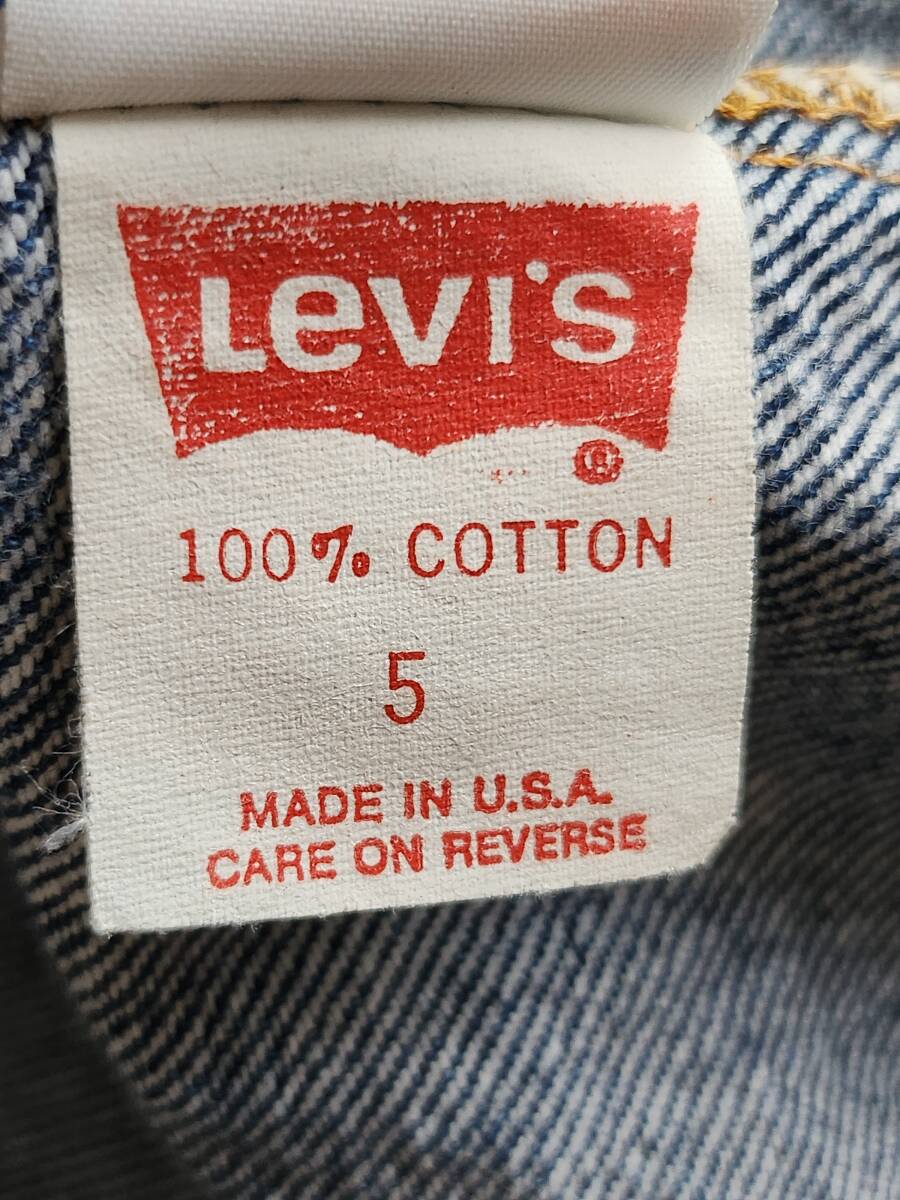 Levi's
®
100% COTTON
5
MADE IN U.S.A.
CARE ON REVERSE